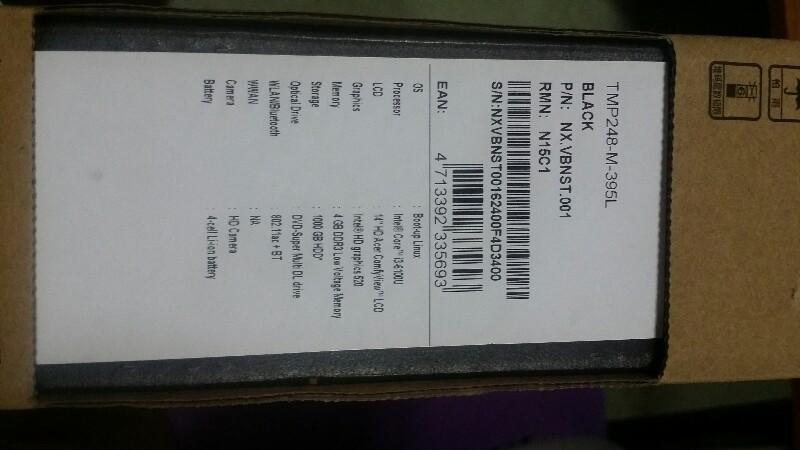 TMP248-M-395L
BLACK
P/N: NX.VBNST.001
RMN: N15C1
S/N:NXVBNST00162400F4D3400
EAN: 4 713392 335693
OS : Boot-up Linux
Processor : Intel® Core™ i3-6100U
LCD : 14" HD Acer ComfyView™ LCD
Graphics : Intel® HD graphics 520
Memory : 4 GB DDR3 Low Voltage Memory
Storage : 1000 GB HDD*
Optical Drive : DVD-Super Multi DL drive
WLAN/Bluetooth : 802.11ac + BT
WWAN : NA
Camera : HD Camera
Battery : 4-cell Li-ion battery